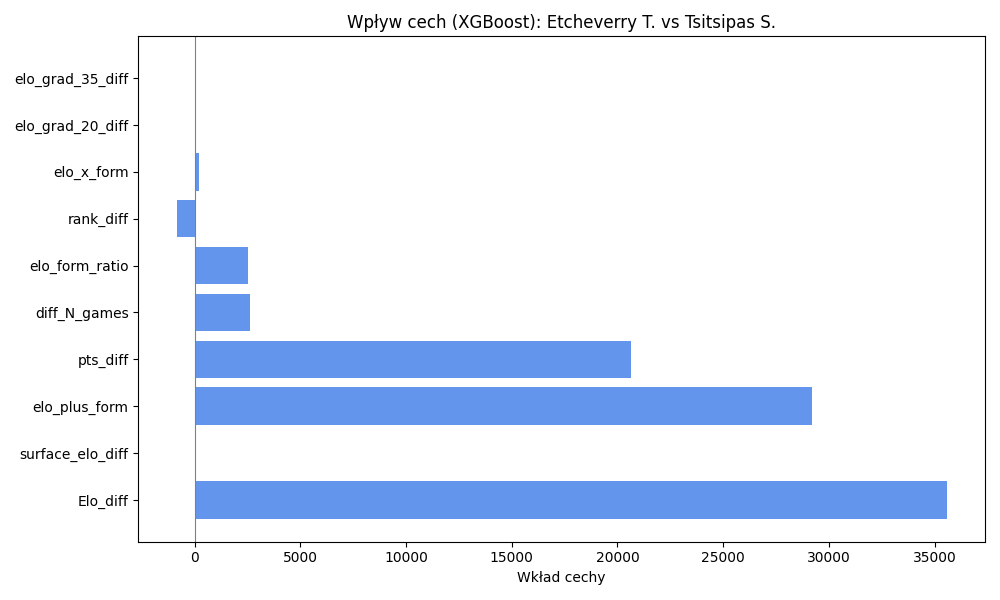 Wpływ cech (XGBoost): Etcheverry T. vs Tsitsipas S.
elo_grad_35_diff
elo_grad_20_diff
elo_x_form
rank_diff
elo_form_ratio
diff_N_games
pts_diff
elo_plus_form
surface_elo_diff
Elo_diff
0 5000 10000 15000 20000 25000 30000 35000
Wkład cechy